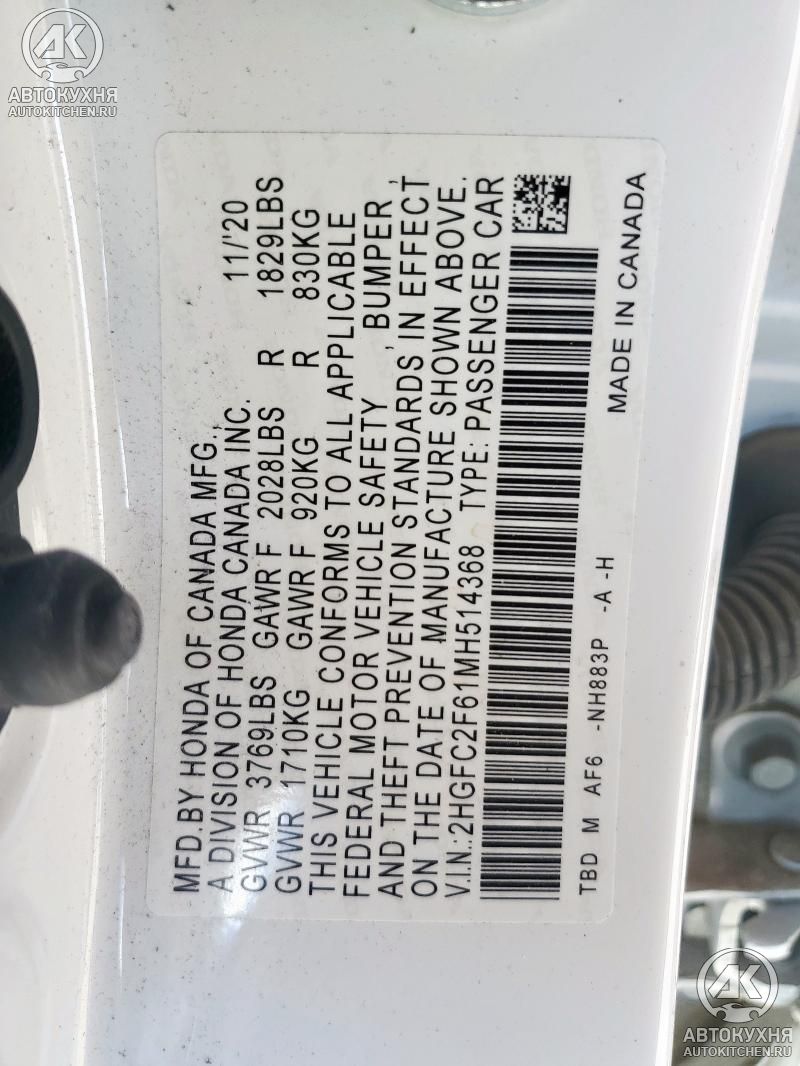 AK
АВТОКУХНЯ
AUTOKITCHEN.RU
MFD.BY HONDA OF CANADA MFG., 11/'20
A DIVISION OF HONDA CANADA INC.
GVWR 3769LBS GAWR F 2028LBS R 1829LBS
GVWR 1710KG GAWR F 920KG R 830KG
THIS VEHICLE CONFORMS TO ALL APPLICABLE
FEDERAL MOTOR VEHICLE SAFETY , BUMPER ,
AND THEFT PREVENTION STANDARDS IN EFFECT
ON THE DATE OF MANUFACTURE SHOWN ABOVE.
V.I.N.:2HGFC2F61MH514368 TYPE: PASSENGER CAR
TBD M AF6 -NH883P -A -H
MADE IN CANADA
AK
АВТОКУХНЯ
AUTOKITCHEN.RU